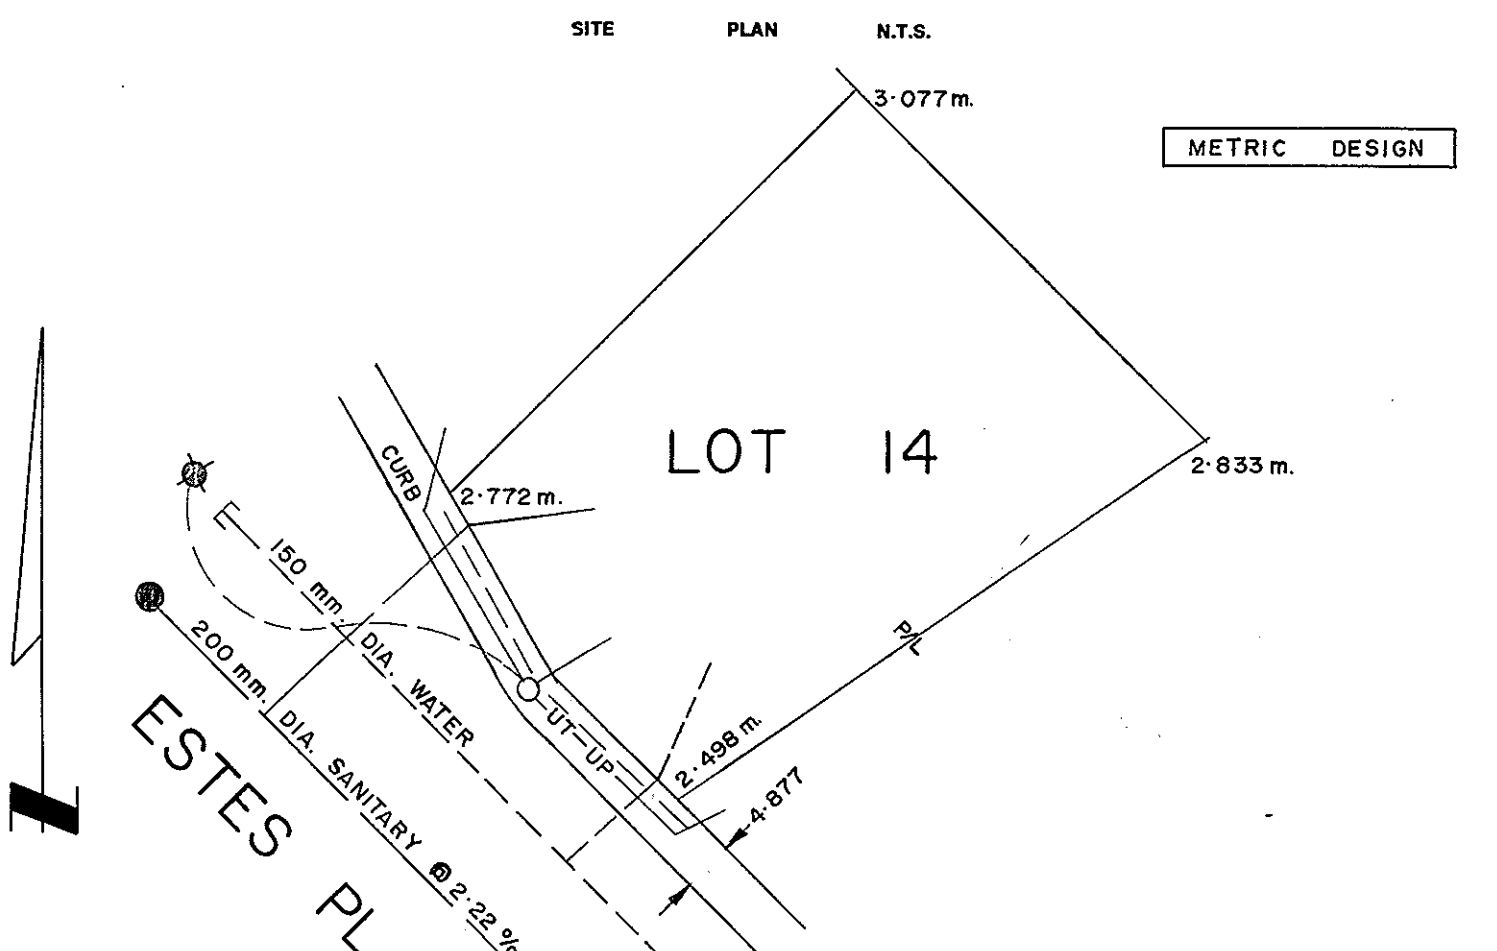 SITE PLAN N.T.S.
3·077 m.
METRIC DESIGN
LOT 14
CURB
2·772 m.
2·833 m.
150 mm. DIA. WATER
200 mm. DIA. SANITARY @ 2·22 %
P/L
UT-UP
2·498 m.
4·877
ESTES PL